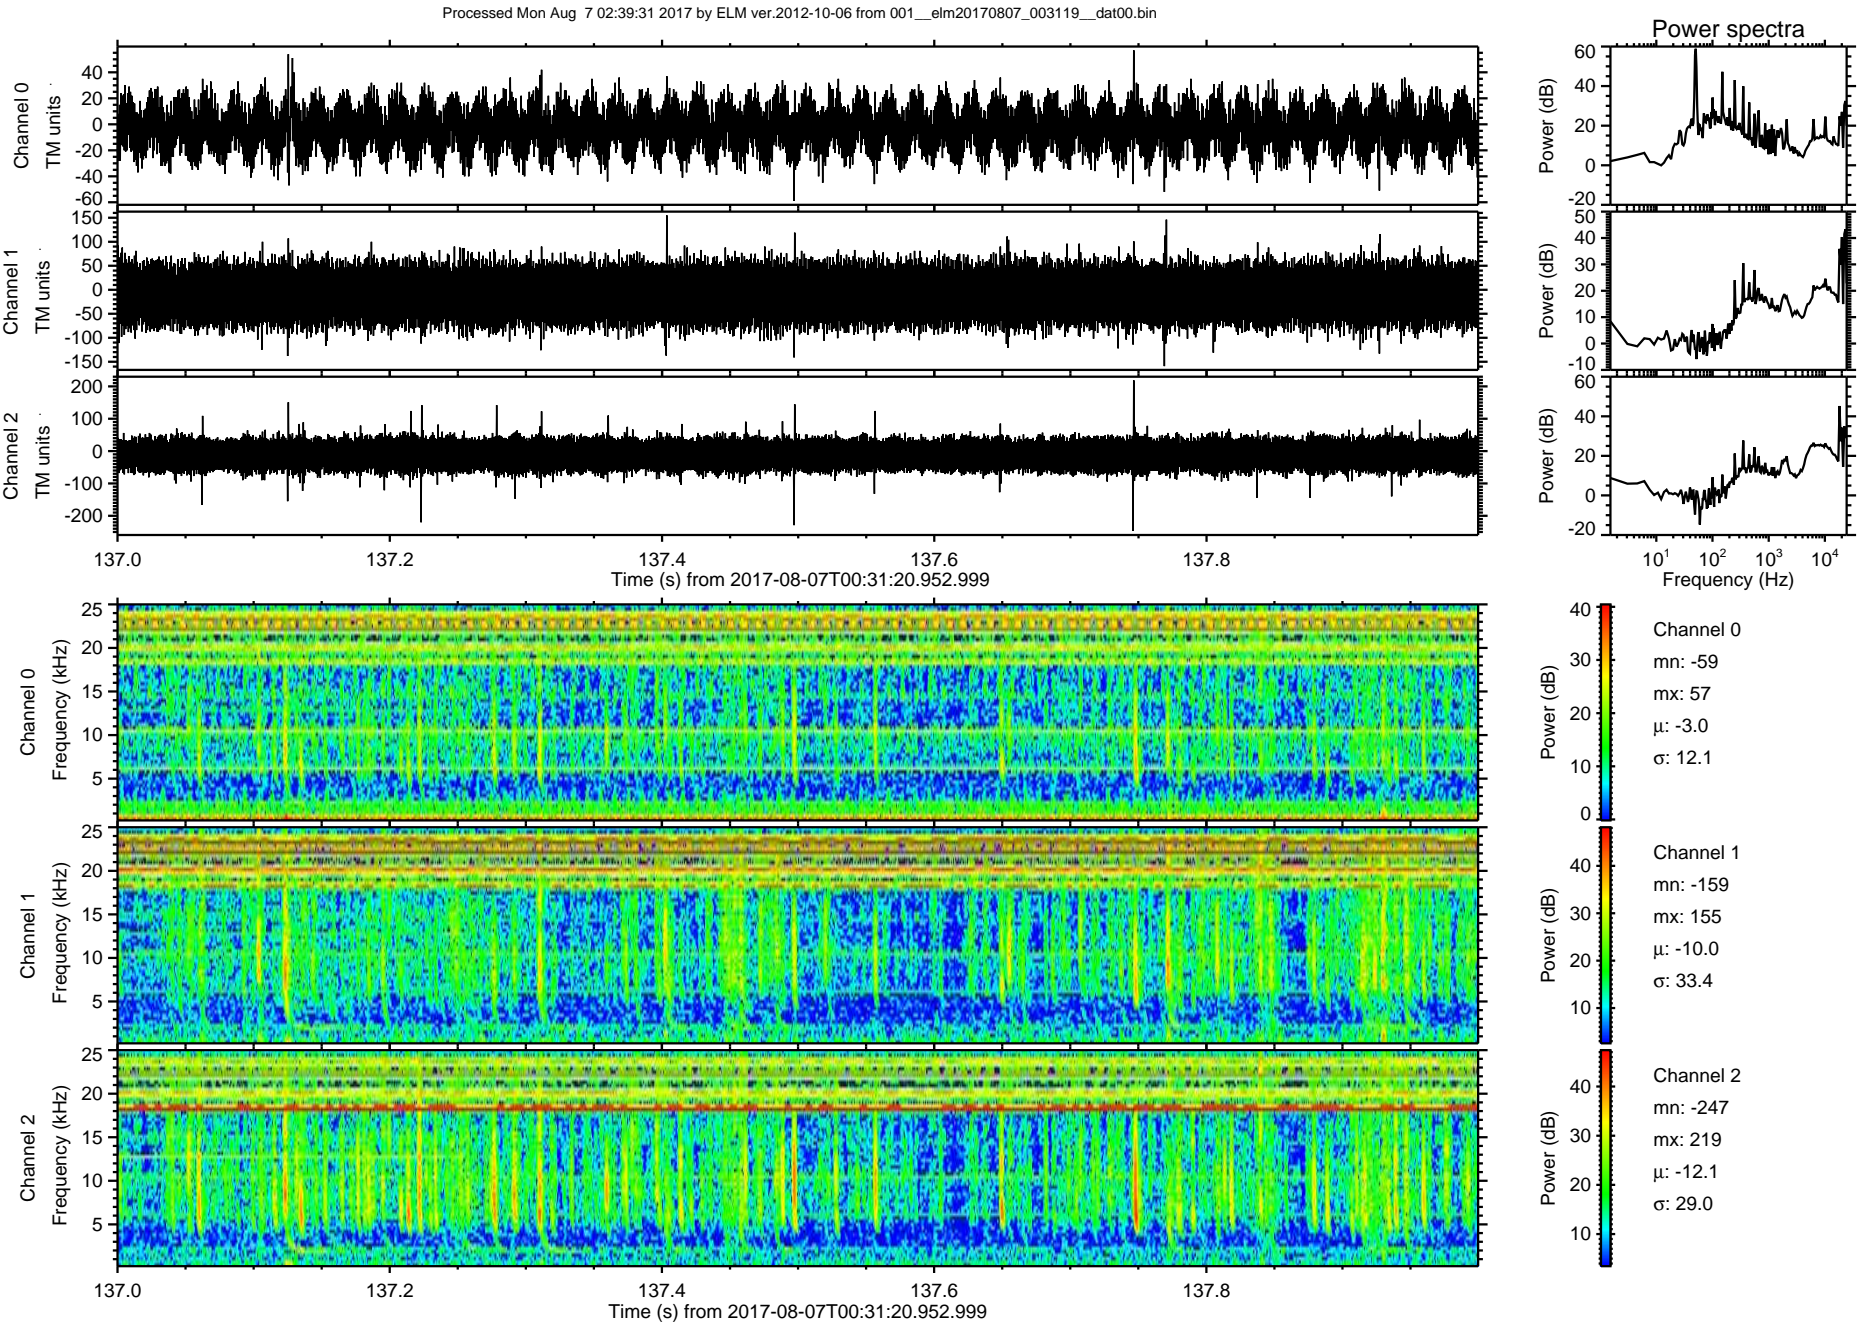 Processed Mon Aug 7 02:39:31 2017 by ELM ver.2012-10-06 from 001__elm20170807_003119__dat00.bin
Power spectra
Channel 0
TM units
40
20
0
-20
-40
-60
Power (dB)
60
40
20
0
-20
Channel 1
TM units
150
100
50
0
-50
-100
-150
Power (dB)
50
40
30
20
10
0
-10
Channel 2
TM units
200
100
0
-100
-200
Power (dB)
60
40
20
0
-20
137.0 137.2 137.4 137.6 137.8
Time (s) from 2017-08-07T00:31:20.952.999
10¹ 10² 10³ 10⁴
Frequency (Hz)
Channel 0
Frequency (kHz)
25
20
15
10
5
Power (dB)
40
30
20
10
0
Channel 0
mn: -59
mx: 57
μ: -3.0
σ: 12.1
Channel 1
Frequency (kHz)
25
20
15
10
5
Power (dB)
40
30
20
10
Channel 1
mn: -159
mx: 155
μ: -10.0
σ: 33.4
Channel 2
Frequency (kHz)
25
20
15
10
5
Power (dB)
40
30
20
10
Channel 2
mn: -247
mx: 219
μ: -12.1
σ: 29.0
137.0 137.2 137.4 137.6 137.8
Time (s) from 2017-08-07T00:31:20.952.999